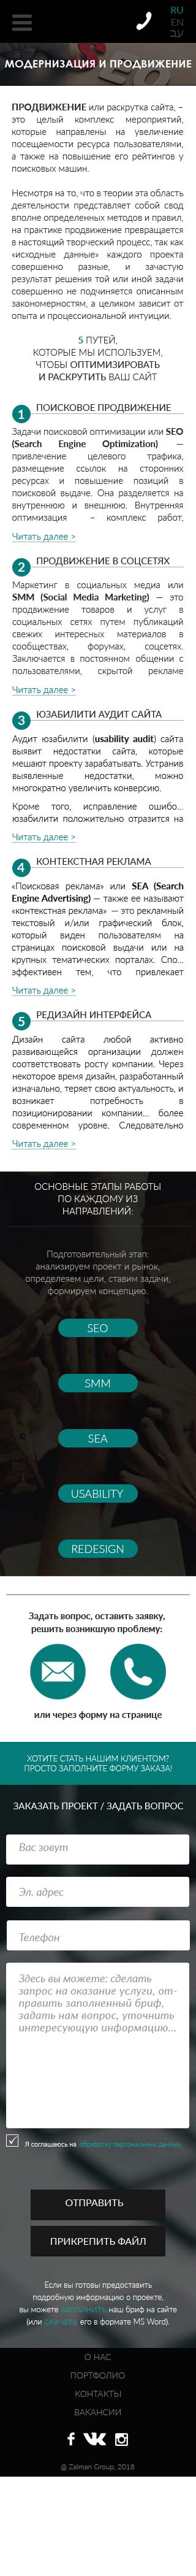 RU
EN
עב
МОДЕРНИЗАЦИЯ И ПРОДВИЖЕНИЕ
ПРОДВИЖЕНИЕ или раскрутка сайта, –
это целый комплекс мероприятий,
которые направлены на увеличение
посещаемости ресурса пользователями,
а также на повышение его рейтингов у
поисковых машин.
Несмотря на то, что в теории эта область
деятельности представляет собой свод
вполне определенных методов и правил,
на практике продвижение превращается
в настоящий творческий процесс, так как
«исходные данные» каждого проекта
совершенно разные, и зачастую
результат решения той или иной задачи
совершенно не подчиняется описанным
закономерностям, а целиком зависит от
опыта и профессиональной интуиции.
5 ПУТЕЙ,
КОТОРЫЕ МЫ ИСПОЛЬЗУЕМ,
ЧТОБЫ ОПТИМИЗИРОВАТЬ
И РАСКРУТИТЬ ВАШ САЙТ
1 ПОИСКОВОЕ ПРОДВИЖЕНИЕ
Задачи поисковой оптимизации или SEO
(Search Engine Optimization) —
привлечение целевого трафика,
размещение ссылок на сторонних
ресурсах и повышение позиций в
поисковой выдаче. Она разделяется на
внутреннюю и внешнюю. Внутренняя
оптимизация – комплекс работ,
Читать далее >
2 ПРОДВИЖЕНИЕ В СОЦСЕТЯХ
Маркетинг в социальных медиа или
SMM (Social Media Marketing) — это
продвижение товаров и услуг в
социальных сетях путем публикаций
свежих интересных материалов в
сообществах, форумах, соцсетях.
Заключается в постоянном общении с
пользователями, скрытой рекламе
Читать далее >
3 ЮЗАБИЛИТИ АУДИТ САЙТА
Аудит юзабилити (usability audit) сайта
выявит недостатки сайта, которые
мешают проекту зарабатывать. Устранив
выявленные недостатки, можно
многократно увеличить конверсию.
Кроме того, исправление ошибо...
юзабилити положительно отразится на
Читать далее >
4 КОНТЕКСТНАЯ РЕКЛАМА
«Поисковая реклама» или SEA (Search
Engine Advertising) — также ее называют
«контекстная реклама» — это рекламный
текстовый и/или графический блок,
который виден пользователям на
страницах поисковой выдачи или на
крупных тематических порталах. Спо...
эффективен тем, что привлекает
Читать далее >
5 РЕДИЗАЙН ИНТЕРФЕЙСА
Дизайн сайта любой активно
развивающейся организации должен
соответствовать росту компании. Через
некоторое время дизайн, разработанный
изначально, теряет свою актуальность, и
возникает потребность в
позиционировании компании... более
современном уровне. Следовательно
Читать далее >
ОСНОВНЫЕ ЭТАПЫ РАБОТЫ
ПО КАЖДОМУ ИЗ
НАПРАВЛЕНИЙ:
Подготовительный этап:
анализируем проект и рынок,
определяем цели, ставим задачи,
формируем концепцию.
SEO
SMM
SEA
USABILITY
REDESIGN
Задать вопрос, оставить заявку,
решить возникшую проблему:
или через форму на странице
ХОТИТЕ СТАТЬ НАШИМ КЛИЕНТОМ?
ПРОСТО ЗАПОЛНИТЕ ФОРМУ ЗАКАЗА!
ЗАКАЗАТЬ ПРОЕКТ / ЗАДАТЬ ВОПРОС
Вас зовут
Эл. адрес
Телефон
Здесь вы можете: сделать
запрос на оказание услуги, от-
править заполненный бриф,
задать нам вопрос, уточнить
интересующую информацию...
Я соглашаюсь на обработку персональных данных
ОТПРАВИТЬ
ПРИКРЕПИТЬ ФАЙЛ
Если вы готовы предоставить
подробную информацию о проекте,
вы можете заполнить наш бриф на сайте
(или скачать его в формате MS Word).
О НАС
ПОРТФОЛИО
КОНТАКТЫ
ВАКАНСИИ
@ Zalman Group, 2018